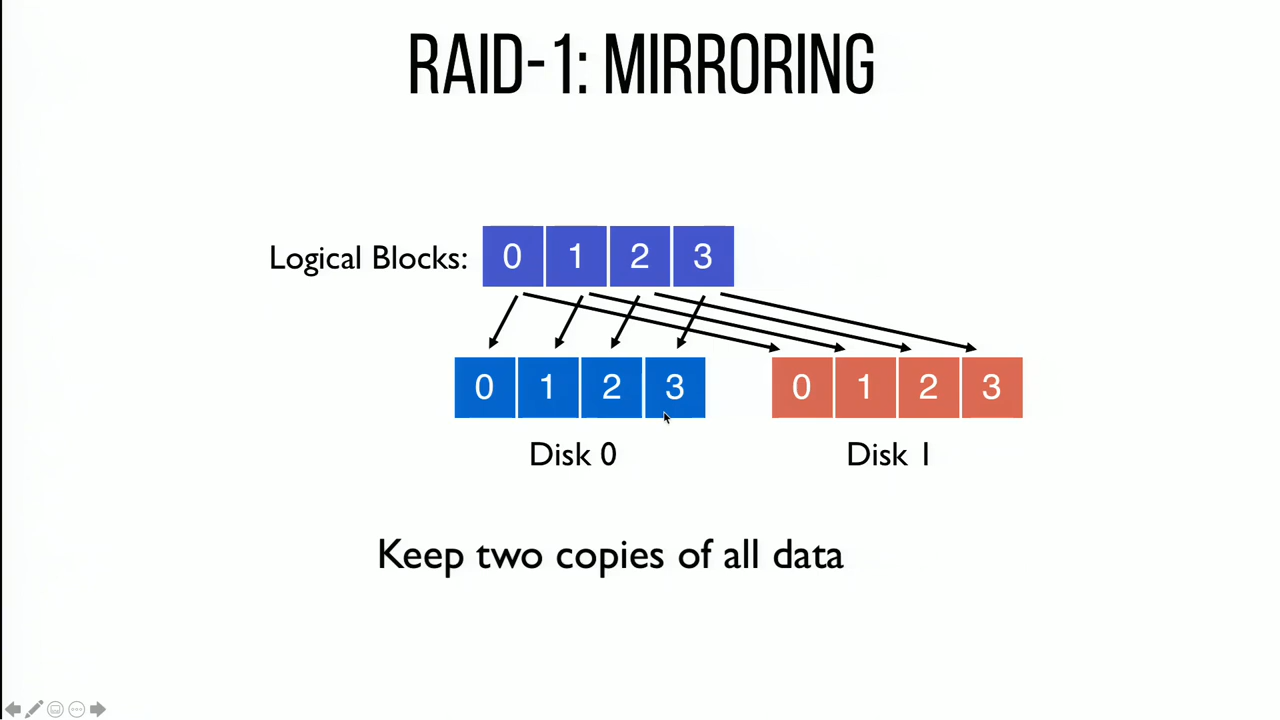 RAID-1: MIRRORING
Logical Blocks: 0 1 2 3
0 1 2 3 0 1 2 3
Disk 0 Disk 1
Keep two copies of all data